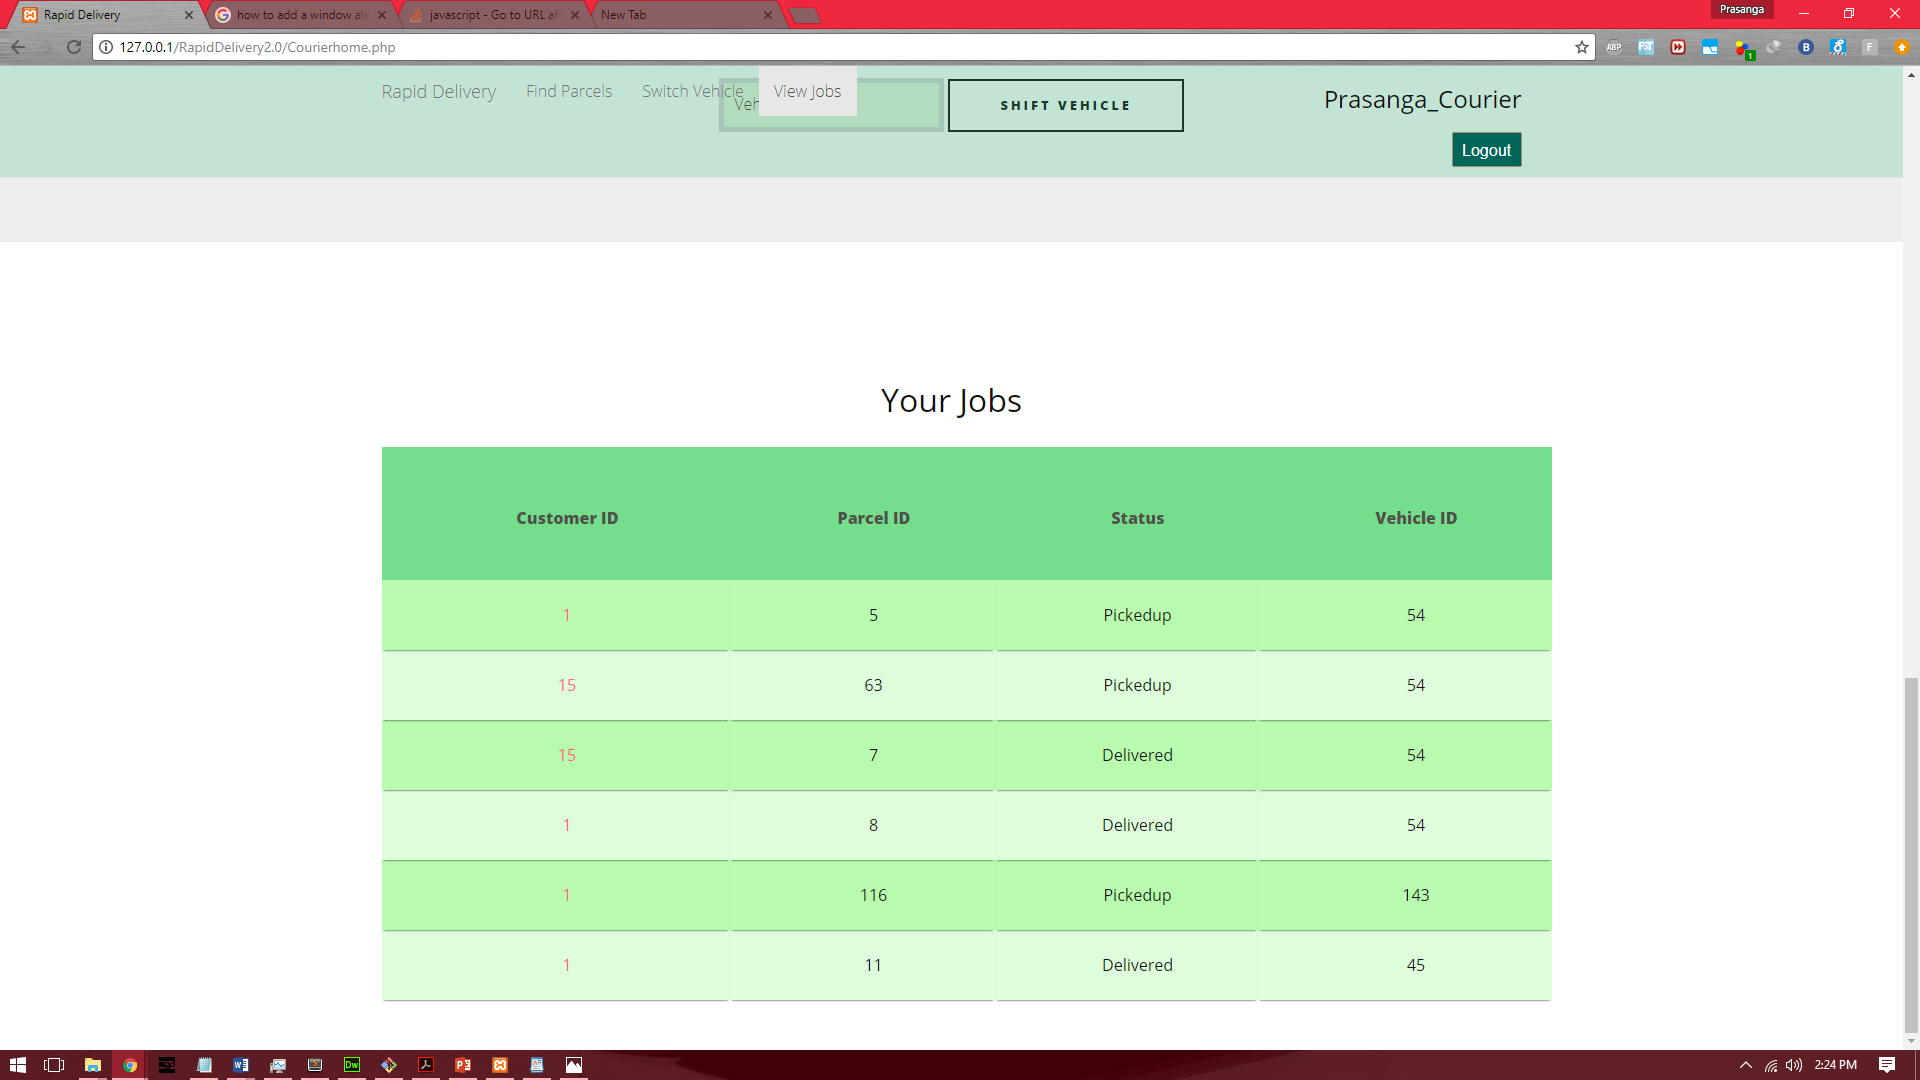 Rapid Delivery
how to add a window al
javascript - Go to URL af
New Tab
Prasanga
127.0.0.1/RapidDelivery2.0/Courierhome.php
ABP
1
B
F
Rapid Delivery Find Parcels Switch Vehicle View Jobs
Veh
SHIFT VEHICLE
Prasanga_Courier
Logout
Your Jobs
Customer ID Parcel ID Status Vehicle ID
1 5 Pickedup 54
15 63 Pickedup 54
15 7 Delivered 54
1 8 Delivered 54
1 116 Pickedup 143
1 11 Delivered 45
Dw
2:24 PM